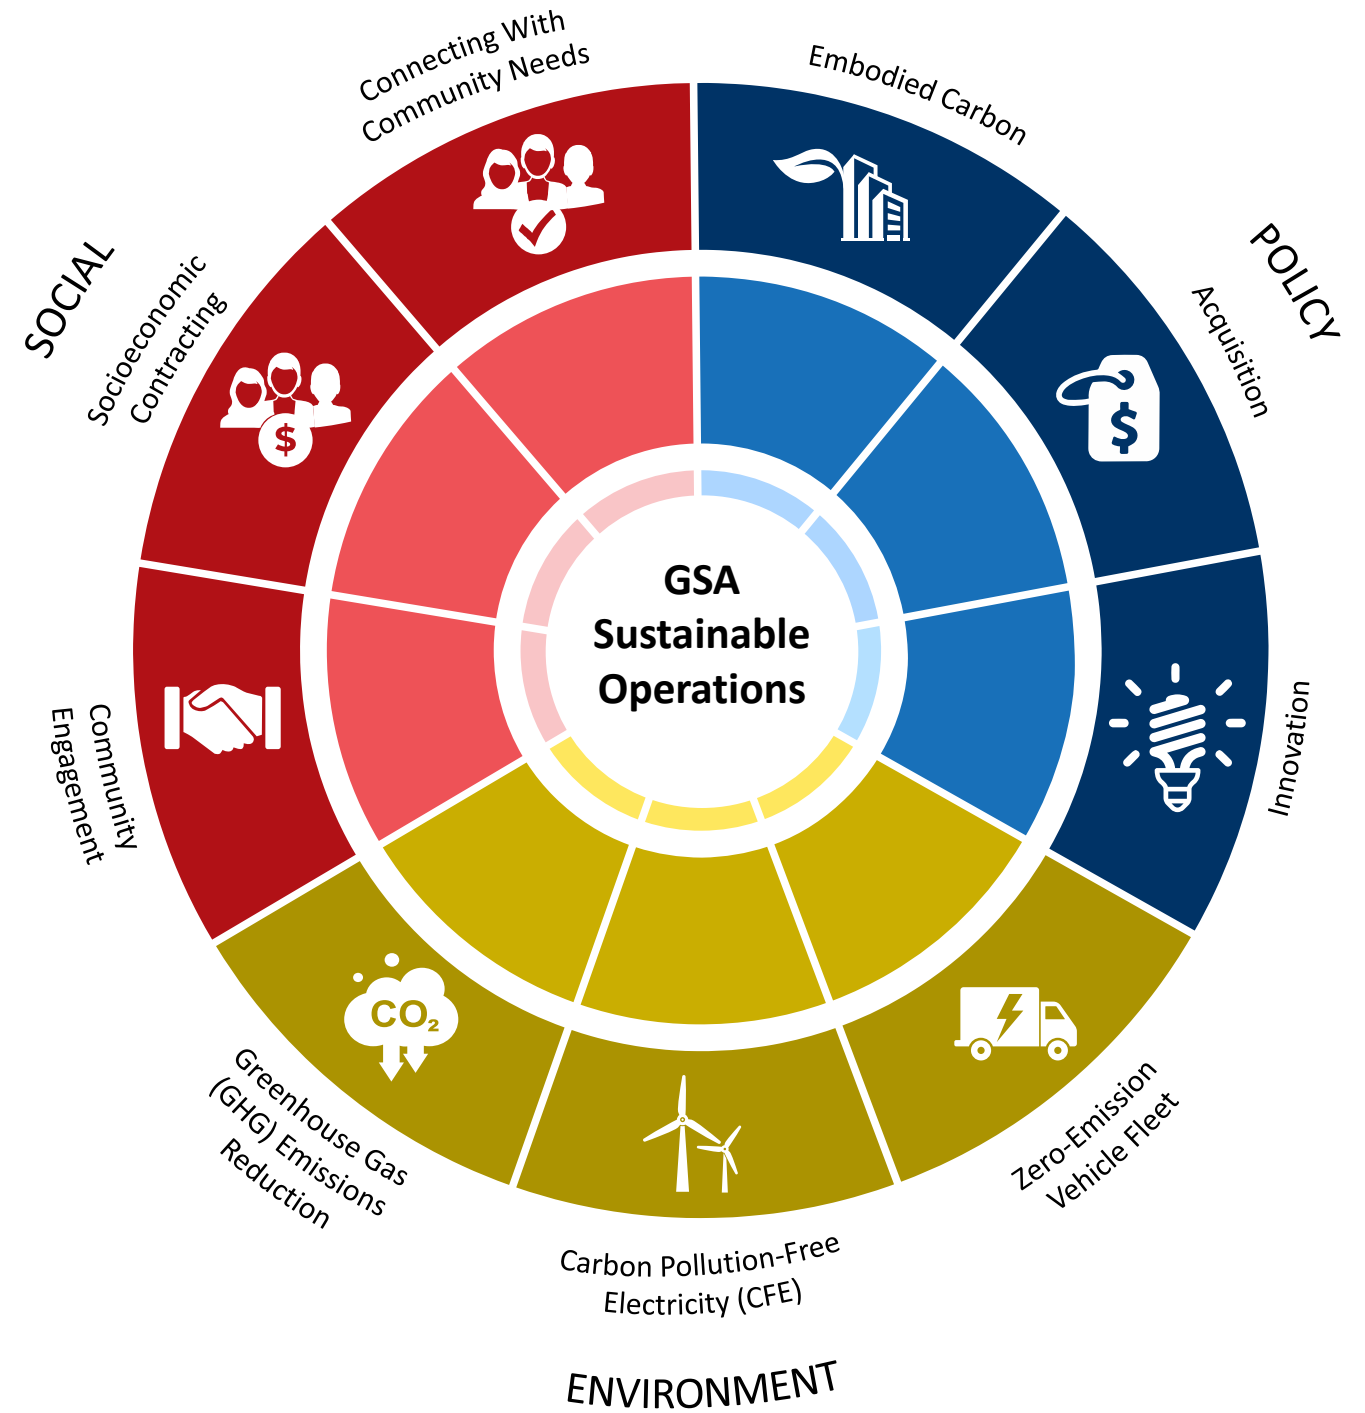 Connecting With
Community Needs
Embodied Carbon
SOCIAL
POLICY
Socioeconomic
Contracting
Acquisition
$
$
GSA
Sustainable
Operations
Community
Engagement
Innovation
CO₂
Greenhouse Gas
(GHG) Emissions
Reduction
Zero-Emission
Vehicle Fleet
Carbon Pollution-Free
Electricity (CFE)
ENVIRONMENT